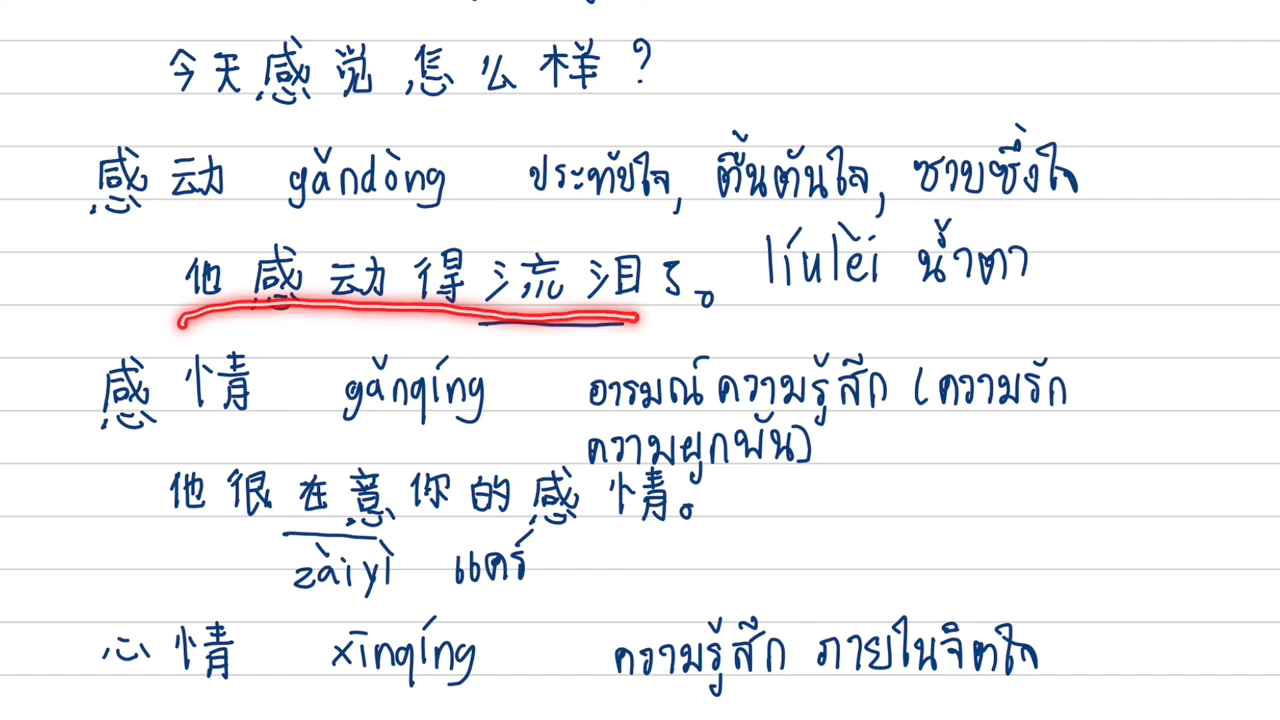 今天感觉怎么样?
感动 gǎndòng ประทับใจ, ตื้นตันใจ, ซาบซึ้งใจ
他感动得流泪了。 líulèi น้ำตา
感情 gǎnqíng อารมณ์ความรู้สึก (ความรัก
ความผูกพัน)
他很在意你的感情。
zàiyì แคร์
心情 xīnqíng ความรู้สึก ภายในจิตใจ